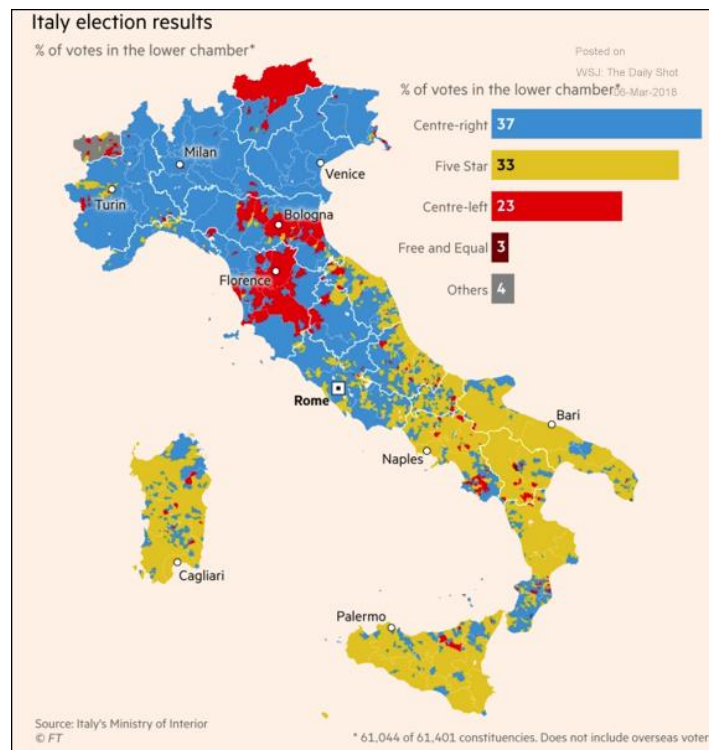 Italy election results
% of votes in the lower chamber*
Posted on
WSJ: The Daily Shot
06-Mar-2018
% of votes in the lower chamber*
Centre-right 37
Five Star 33
Centre-left 23
Free and Equal 3
Others 4
Milan
Venice
Turin
Bologna
Florence
Rome
Bari
Naples
Cagliari
Palermo
Source: Italy's Ministry of Interior
© FT
* 61,044 of 61,401 constituencies. Does not include overseas voter